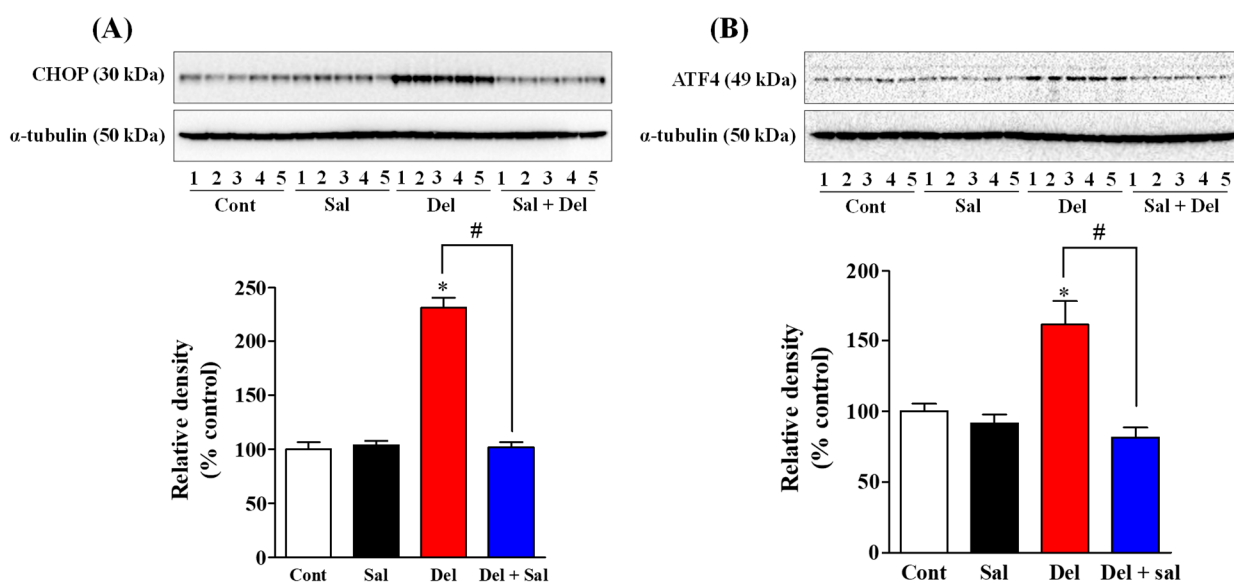 (A)
CHOP (30 kDa)
α-tubulin (50 kDa)
1 2 3 4 5 1 2 3 4 5 1 2 3 4 5 1 2 3 4 5
Cont Sal Del Sal + Del
#
*
Relative density
(% control)
250
200
150
100
50
0
Cont Sal Del Del + Sal
(B)
ATF4 (49 kDa)
α-tubulin (50 kDa)
1 2 3 4 5 1 2 3 4 5 1 2 3 4 5 1 2 3 4 5
Cont Sal Del Sal + Del
#
*
Relative density
(% control)
200
150
100
50
0
Cont Sal Del Del + sal